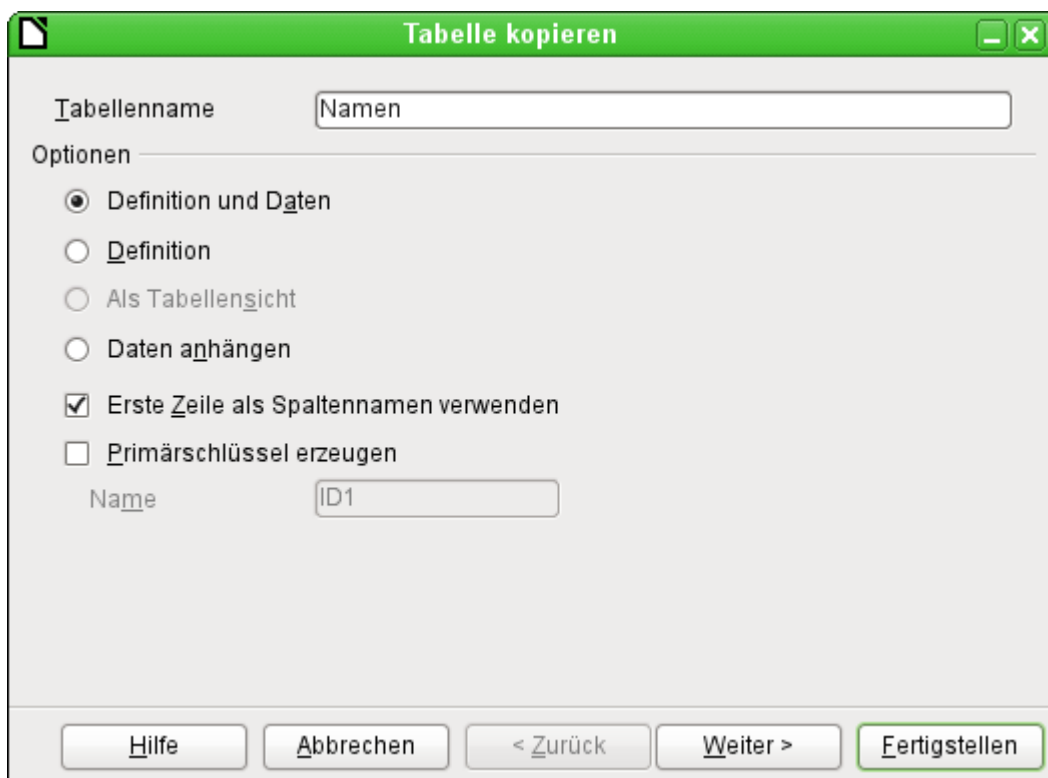 Tabelle kopieren
Tabellenname Namen
Optionen
Definition und Daten
Definition
Als Tabellensicht
Daten anhängen
Erste Zeile als Spaltennamen verwenden
Primärschlüssel erzeugen
Name ID1
Hilfe Abbrechen < Zurück Weiter > Fertigstellen